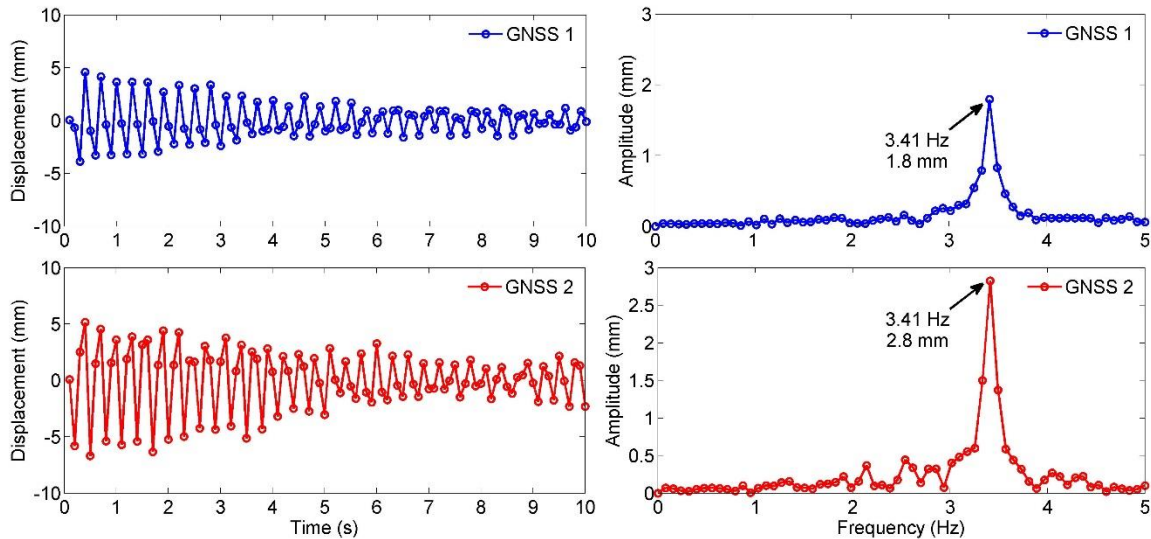 10
5
0
-5
-10
Displacement (mm)
GNSS 1
0 1 2 3 4 5 6 7 8 9 10
3
2
1
0
Amplitude (mm)
GNSS 1
3.41 Hz
1.8 mm
0 1 2 3 4 5
10
5
0
-5
-10
Displacement (mm)
GNSS 2
0 1 2 3 4 5 6 7 8 9 10
Time (s)
3
2.5
2
1.5
1
0.5
0
Amplitude (mm)
GNSS 2
3.41 Hz
2.8 mm
0 1 2 3 4 5
Frequency (Hz)